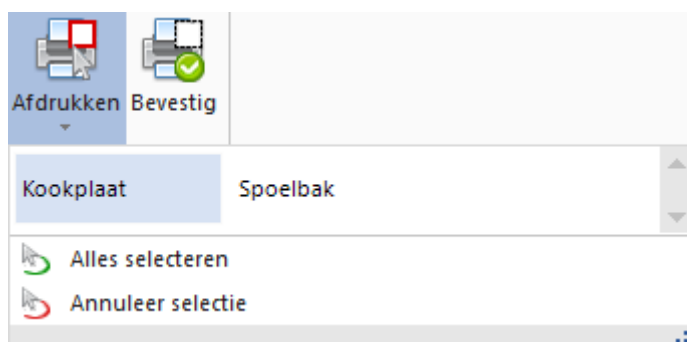 Afdrukken Bevestig
Kookplaat Spoelbak
Alles selecteren
Annuleer selectie